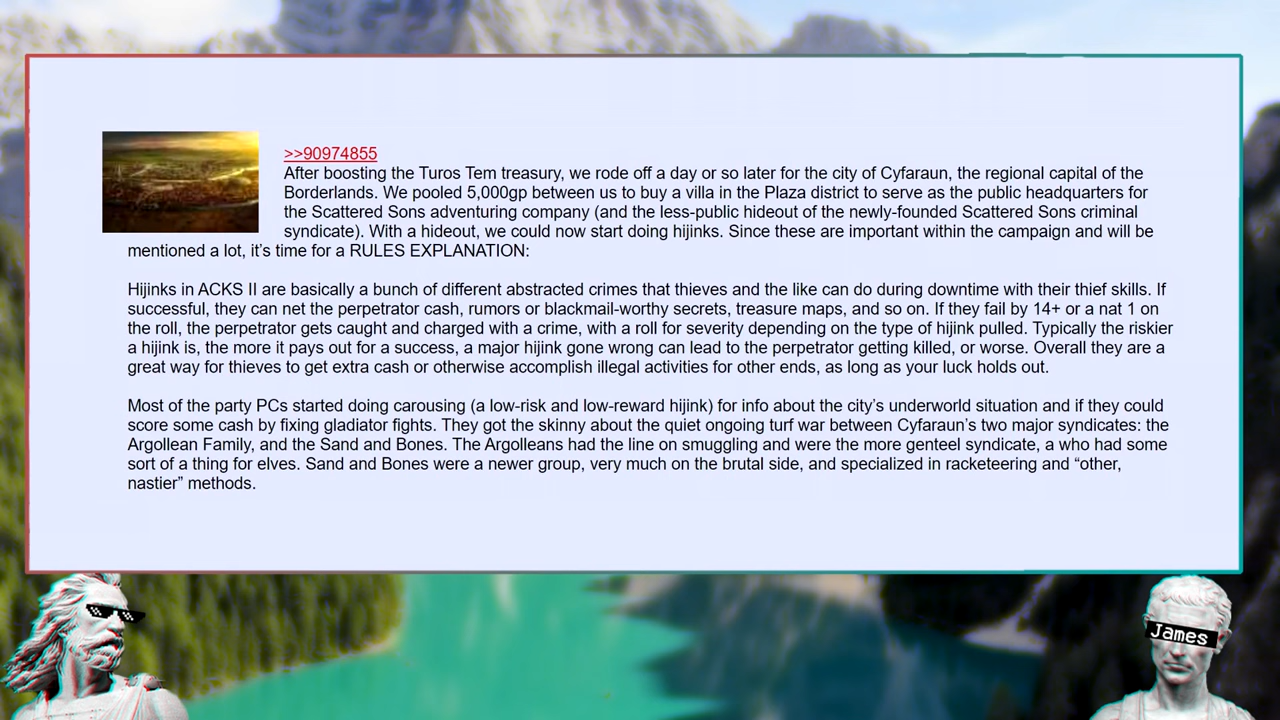 >>90974855
After boosting the Turos Tem treasury, we rode off a day or so later for the city of Cyfaraun, the regional capital of the
Borderlands. We pooled 5,000gp between us to buy a villa in the Plaza district to serve as the public headquarters for
the Scattered Sons adventuring company (and the less-public hideout of the newly-founded Scattered Sons criminal
syndicate). With a hideout, we could now start doing hijinks. Since these are important within the campaign and will be
mentioned a lot, it’s time for a RULES EXPLANATION:
Hijinks in ACKS II are basically a bunch of different abstracted crimes that thieves and the like can do during downtime with their thief skills. If
successful, they can net the perpetrator cash, rumors or blackmail-worthy secrets, treasure maps, and so on. If they fail by 14+ or a nat 1 on
the roll, the perpetrator gets caught and charged with a crime, with a roll for severity depending on the type of hijink pulled. Typically the riskier
a hijink is, the more it pays out for a success, a major hijink gone wrong can lead to the perpetrator getting killed, or worse. Overall they are a
great way for thieves to get extra cash or otherwise accomplish illegal activities for other ends, as long as your luck holds out.
Most of the party PCs started doing carousing (a low-risk and low-reward hijink) for info about the city’s underworld situation and if they could
score some cash by fixing gladiator fights. They got the skinny about the quiet ongoing turf war between Cyfaraun’s two major syndicates: the
Argollean Family, and the Sand and Bones. The Argolleans had the line on smuggling and were the more genteel syndicate, a who had some
sort of a thing for elves. Sand and Bones were a newer group, very much on the brutal side, and specialized in racketeering and “other,
nastier” methods.
James